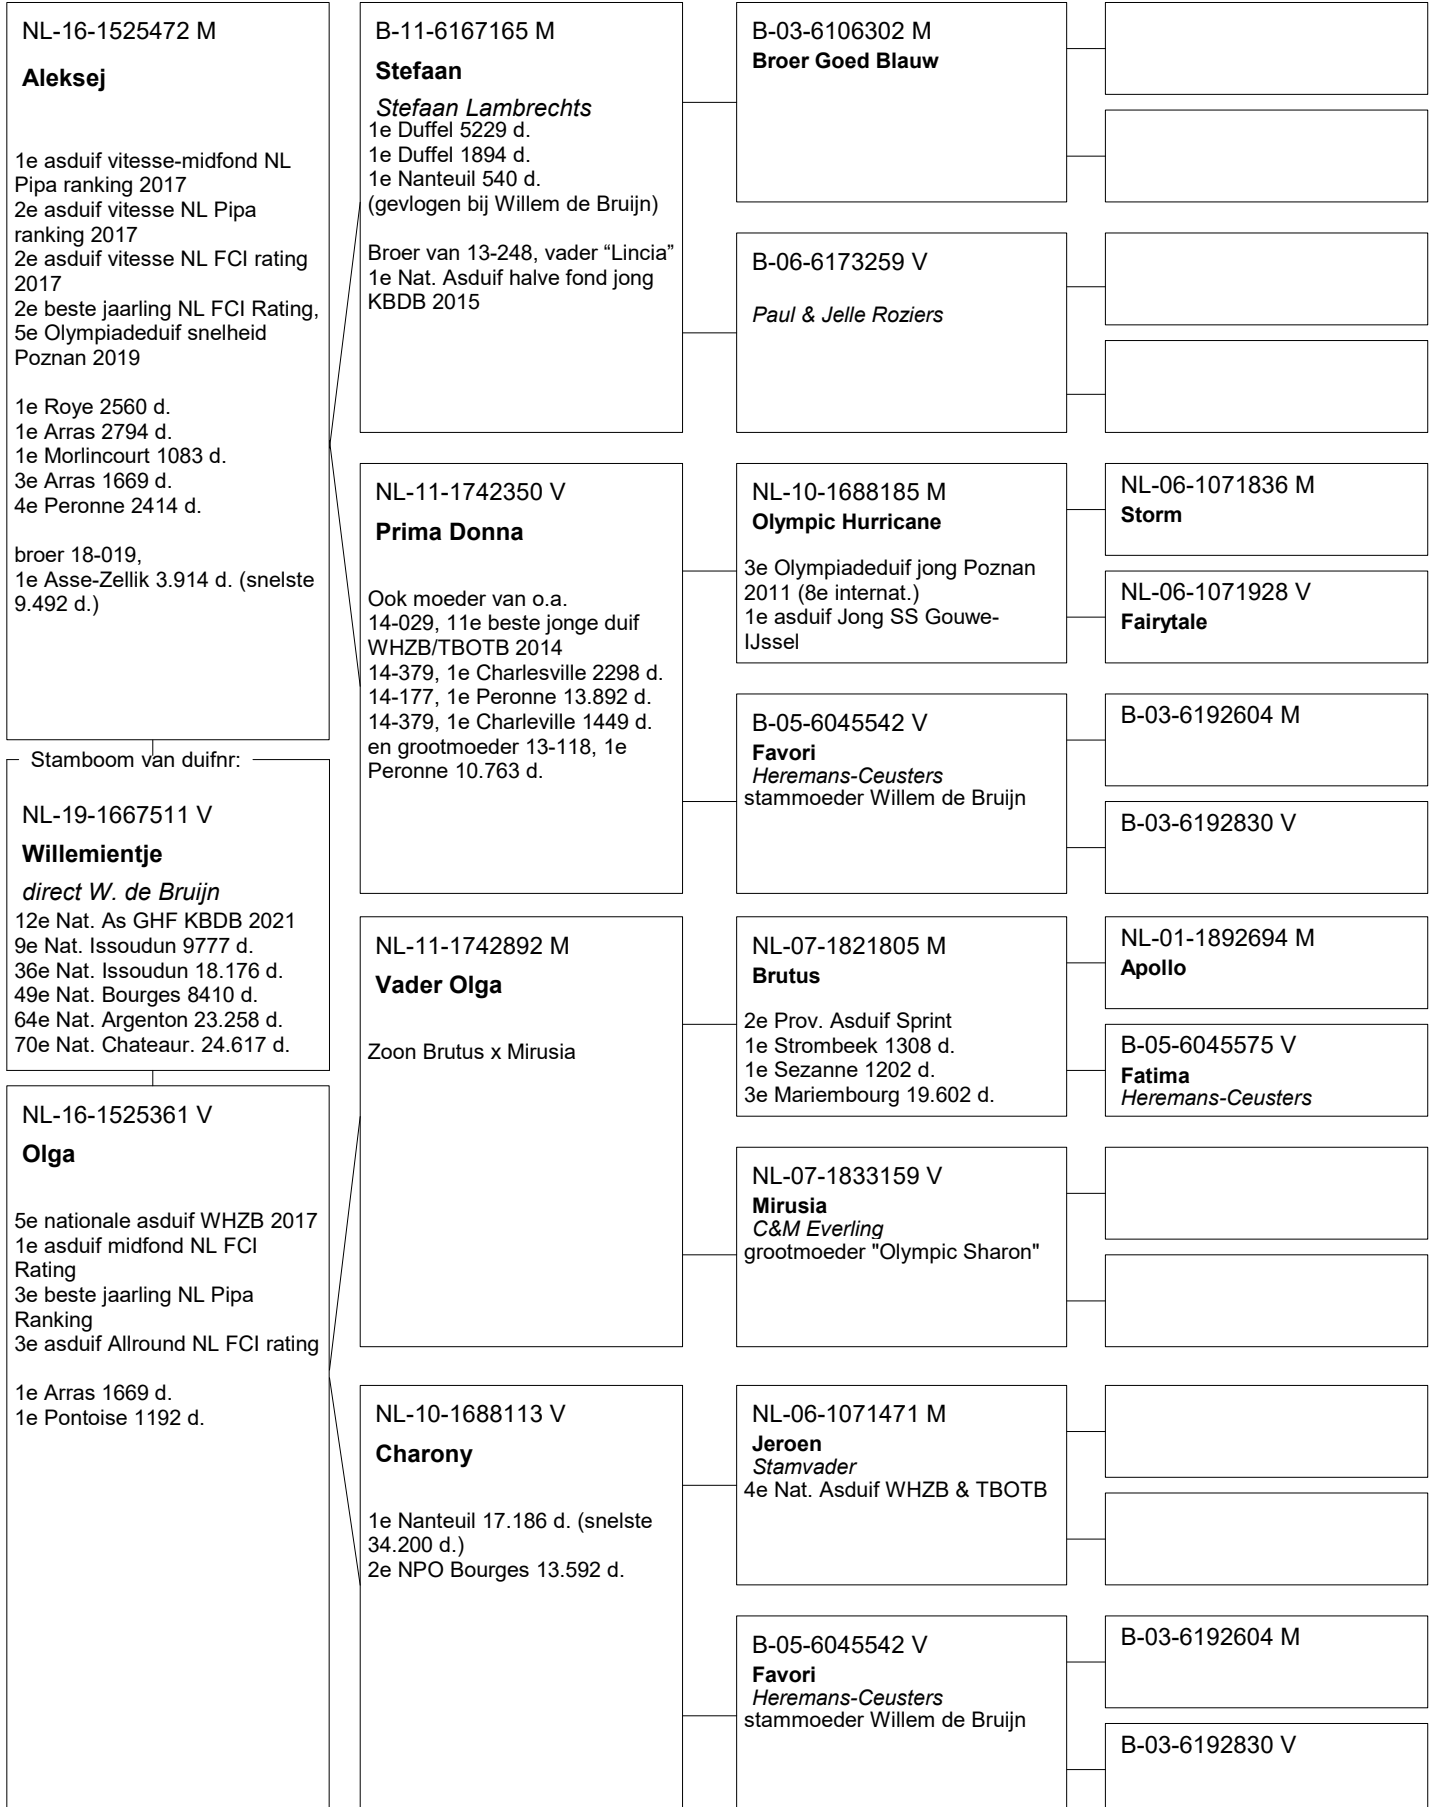 NL-16-1525472 M
Aleksej
1e asduif vitesse-midfond NL
Pipa ranking 2017
2e asduif vitesse NL Pipa
ranking 2017
2e asduif vitesse NL FCI rating
2017
2e beste jaarling NL FCI Rating,
5e Olympiadeduif snelheid
Poznan 2019
1e Roye 2560 d.
1e Arras 2794 d.
1e Morlincourt 1083 d.
3e Arras 1669 d.
4e Peronne 2414 d.
broer 18-019,
1e Asse-Zellik 3.914 d. (snelste
9.492 d.)
Stamboom van duifnr:
NL-19-1667511 V
Willemientje
direct W. de Bruijn
12e Nat. As GHF KBDB 2021
9e Nat. Issoudun 9777 d.
36e Nat. Issoudun 18.176 d.
49e Nat. Bourges 8410 d.
64e Nat. Argenton 23.258 d.
70e Nat. Chateaur. 24.617 d.
NL-16-1525361 V
Olga
5e nationale asduif WHZB 2017
1e asduif midfond NL FCI
Rating
3e beste jaarling NL Pipa
Ranking
3e asduif Allround NL FCI rating
1e Arras 1669 d.
1e Pontoise 1192 d.
B-11-6167165 M
Stefaan
Stefaan Lambrechts
1e Duffel 5229 d.
1e Duffel 1894 d.
1e Nanteuil 540 d.
(gevlogen bij Willem de Bruijn)
Broer van 13-248, vader “Lincia”
1e Nat. Asduif halve fond jong
KBDB 2015
NL-11-1742350 V
Prima Donna
Ook moeder van o.a.
14-029, 11e beste jonge duif
WHZB/TBOTB 2014
14-379, 1e Charlesville 2298 d.
14-177, 1e Peronne 13.892 d.
14-379, 1e Charleville 1449 d.
en grootmoeder 13-118, 1e
Peronne 10.763 d.
NL-11-1742892 M
Vader Olga
Zoon Brutus x Mirusia
NL-10-1688113 V
Charony
1e Nanteuil 17.186 d. (snelste
34.200 d.)
2e NPO Bourges 13.592 d.
B-03-6106302 M
Broer Goed Blauw
B-06-6173259 V
Paul & Jelle Roziers
NL-10-1688185 M
Olympic Hurricane
3e Olympiadeduif jong Poznan
2011 (8e internat.)
1e asduif Jong SS Gouwe-
IJssel
B-05-6045542 V
Favori
Heremans-Ceusters
stammoeder Willem de Bruijn
NL-07-1821805 M
Brutus
2e Prov. Asduif Sprint
1e Strombeek 1308 d.
1e Sezanne 1202 d.
3e Mariembourg 19.602 d.
NL-07-1833159 V
Mirusia
C&M Everling
grootmoeder "Olympic Sharon"
NL-06-1071471 M
Jeroen
Stamvader
4e Nat. Asduif WHZB & TBOTB
B-05-6045542 V
Favori
Heremans-Ceusters
stammoeder Willem de Bruijn
NL-06-1071836 M
Storm
NL-06-1071928 V
Fairytale
B-03-6192604 M
B-03-6192830 V
NL-01-1892694 M
Apollo
B-05-6045575 V
Fatima
Heremans-Ceusters
B-03-6192604 M
B-03-6192830 V